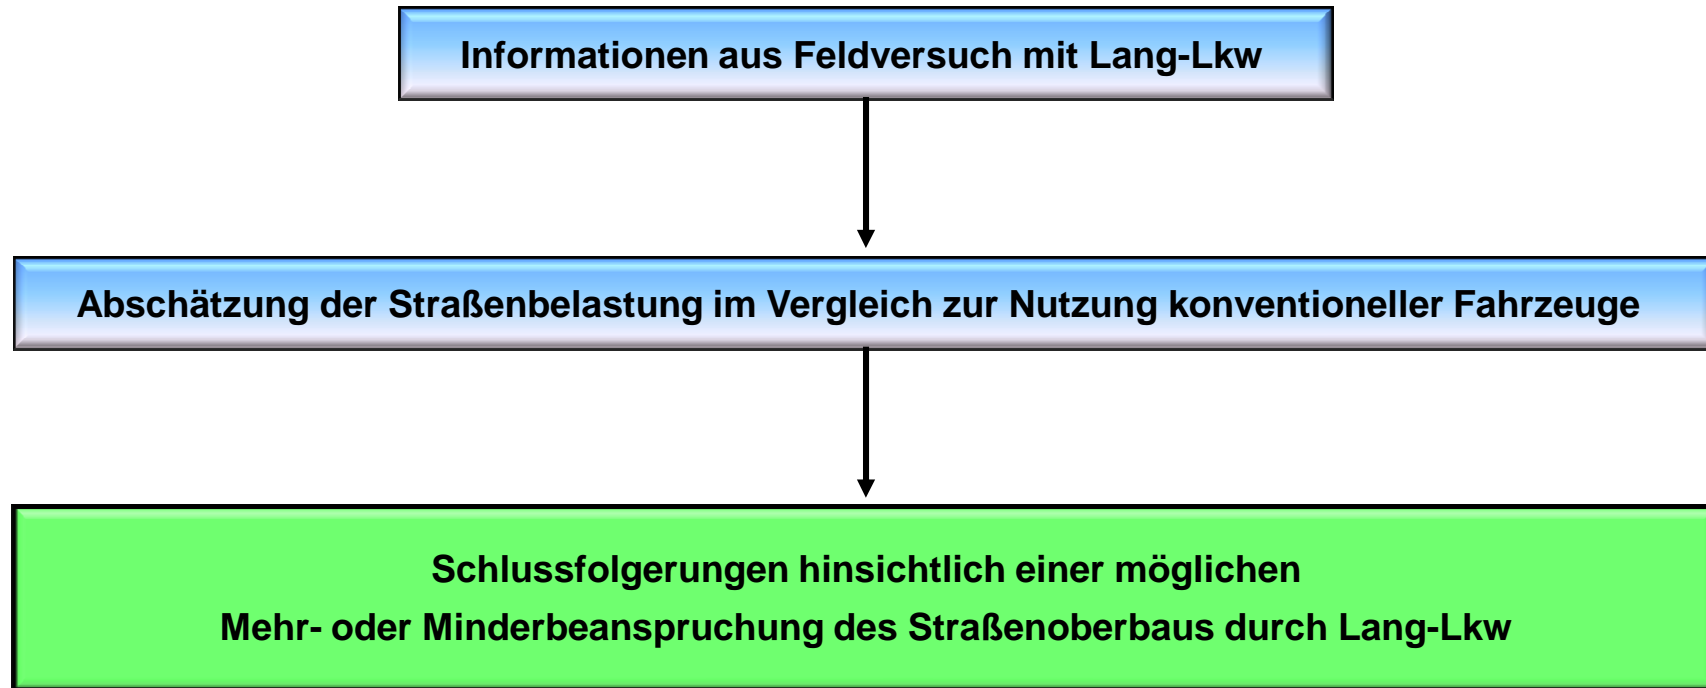 Informationen aus Feldversuch mit Lang-Lkw
Abschätzung der Straßenbelastung im Vergleich zur Nutzung konventioneller Fahrzeuge
Schlussfolgerungen hinsichtlich einer möglichen
Mehr- oder Minderbeanspruchung des Straßenoberbaus durch Lang-Lkw